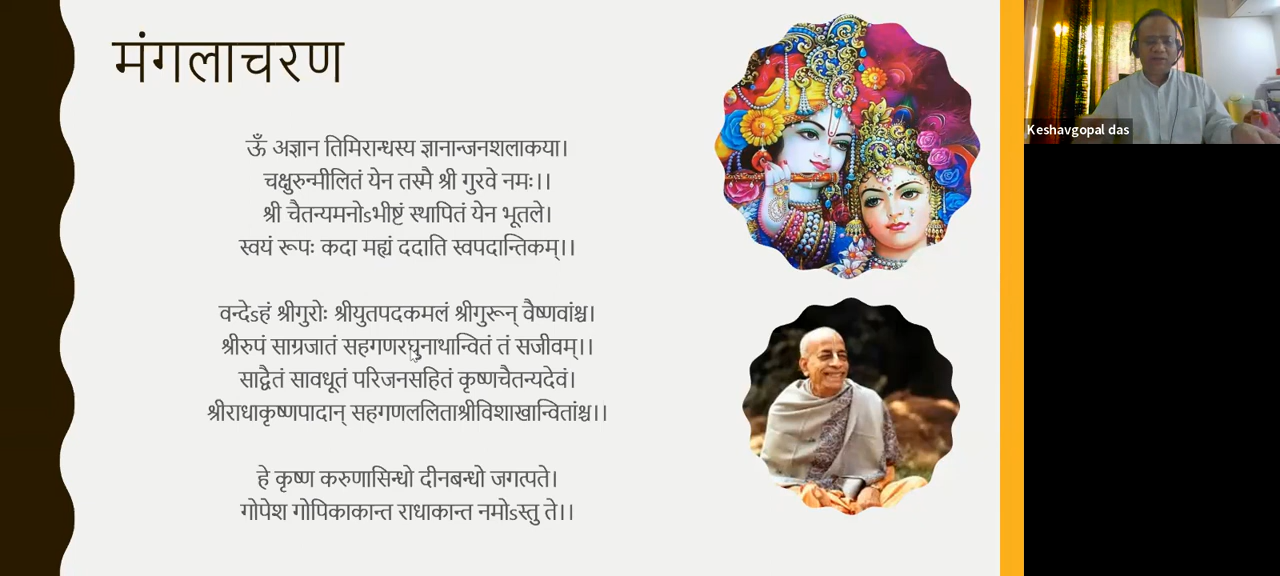 मंगलाचरण
ऊँ अज्ञान तिमिरान्धस्य ज्ञानान्जनशलाकया।
चक्षुरुन्मीलितं येन तस्मै श्री गुरवे नमः।।
श्री चैतन्यमनोऽभीष्टं स्थापितं येन भूतले।
स्वयं रूपः कदा मह्यं ददाति स्वपदान्तिकम्।।
वन्देऽहं श्रीगुरोः श्रीयुतपदकमलं श्रीगुरून् वैष्णवांश्च।
श्रीरुपं साग्रजातं सहगणरघुनाथान्वितं तं सजीवम्।।
साद्वैतं सावधूतं परिजनसहितं कृष्णचैतन्यदेवं।
श्रीराधाकृष्णपादान् सहगणललिताश्रीविशाखान्वितांश्च।।
हे कृष्ण करुणासिन्धो दीनबन्धो जगत्पते।
गोपेश गोपिकाकान्त राधाकान्त नमोऽस्तु ते।।
Keshavgopal das